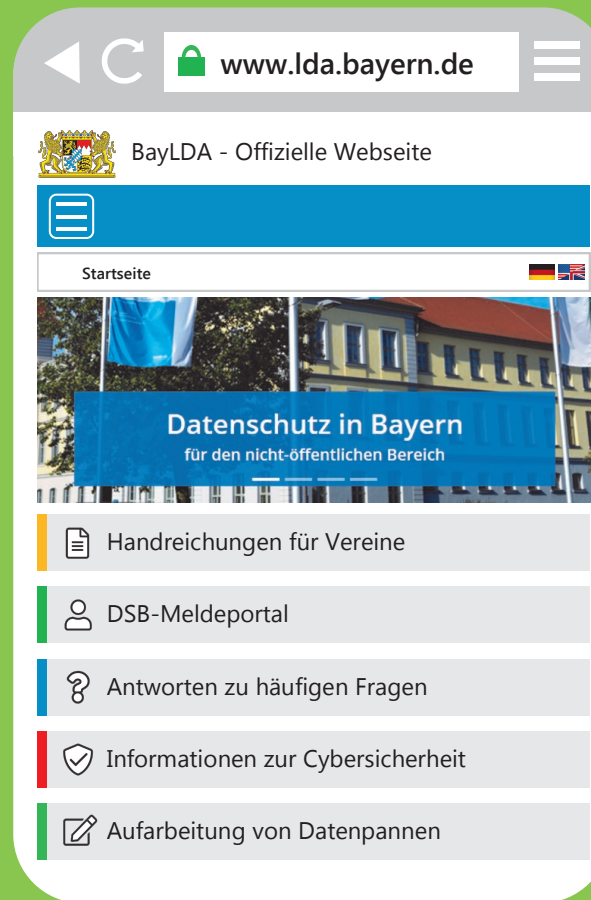 www.lda.bayern.de
BayLDA - Offizielle Webseite
Startseite
Datenschutz in Bayern
für den nicht-öffentlichen Bereich
Handreichungen für Vereine
DSB-Meldeportal
Antworten zu häufigen Fragen
Informationen zur Cybersicherheit
Aufarbeitung von Datenpannen